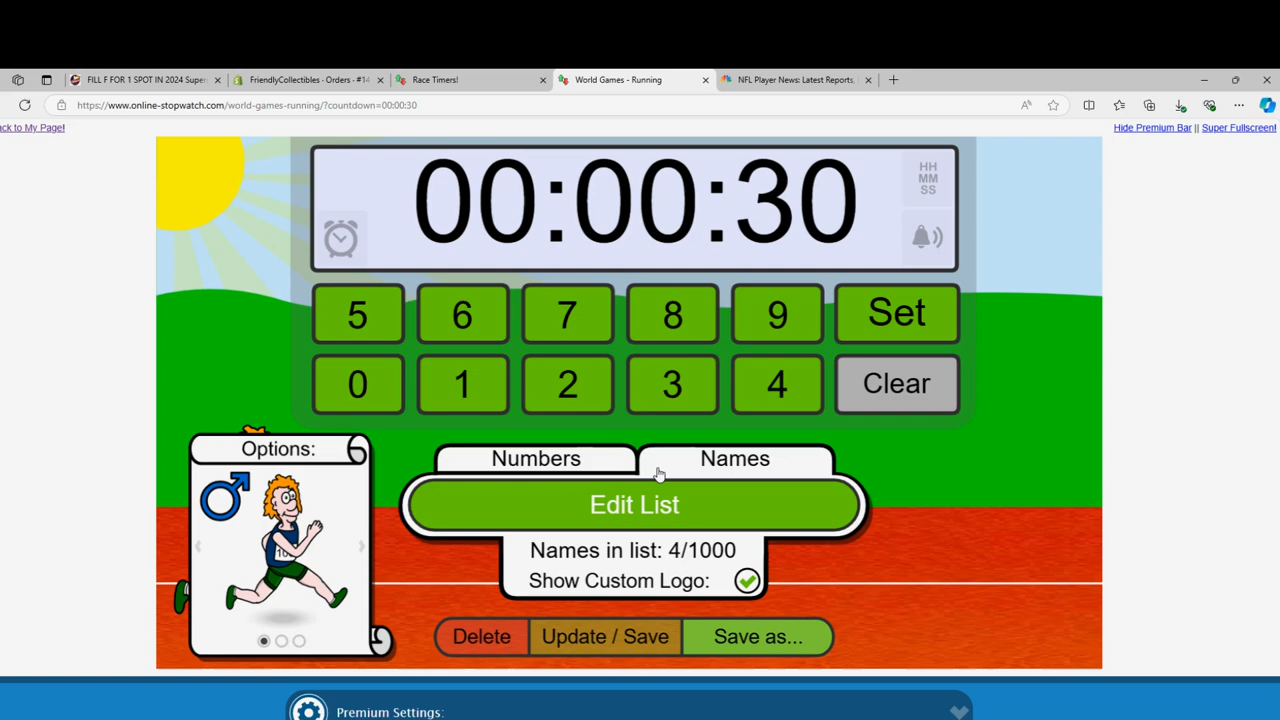 FILL F FOR 1 SPOT IN 2024 Super
FriendlyCollectibles - Orders - #14
Race Timers!
World Games - Running
NFL Player News: Latest Reports,
https://www.online-stopwatch.com/world-games-running/?countdown=00:00:30
ack to My Page!
Hide Premium Bar || Super Fullscreen!
00:00:30
HH
MM
SS
5 6 7 8 9 Set
0 1 2 3 4 Clear
Options:
Numbers Names
Edit List
Names in list: 4/1000
Show Custom Logo:
Delete Update / Save Save as...
Premium Settings: